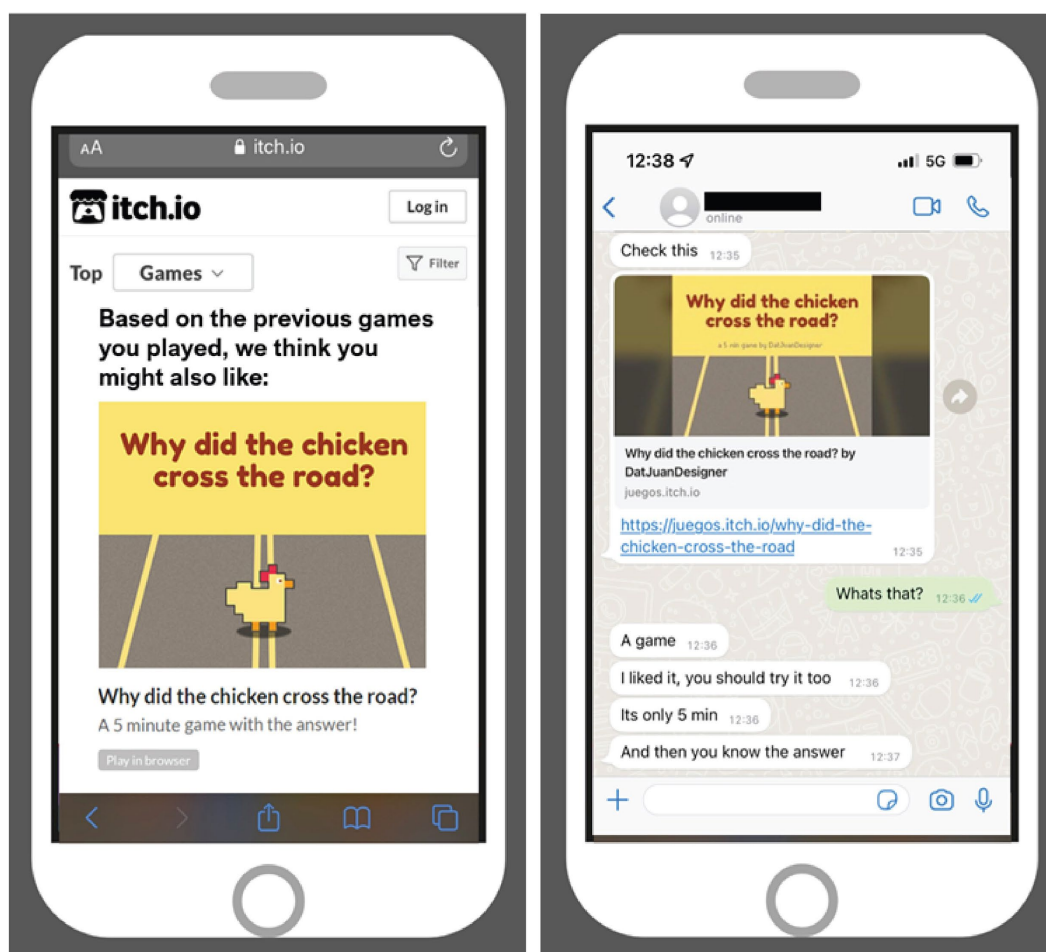 AA itch.io
itch.io
Log in
Top Games Filter
Based on the previous games
you played, we think you
might also like:
Why did the chicken
cross the road?
Why did the chicken cross the road?
A 5 minute game with the answer!
Play in browser
12:38 5G
online
Check this 12:35
Why did the chicken
cross the road?
a 5 min game by DatJuanDesigner
Why did the chicken cross the road? by
DatJuanDesigner
juegos.itch.io
https://juegos.itch.io/why-did-the-
chicken-cross-the-road 12:35
Whats that? 12:36
A game 12:36
I liked it, you should try it too 12:36
Its only 5 min 12:36
And then you know the answer 12:37